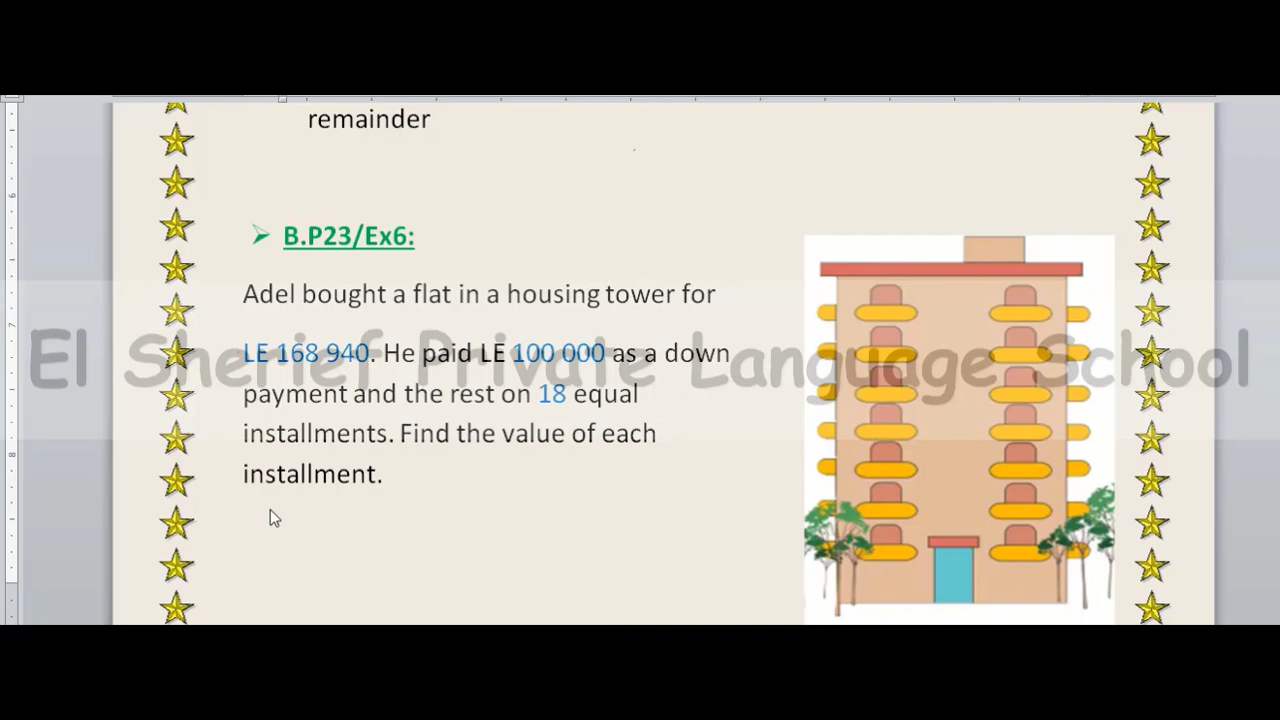 remainder
B.P23/Ex6:
Adel bought a flat in a housing tower for
LE 168 940. He paid LE 100 000 as a down
El Sherief Private Language School
payment and the rest on 18 equal
installments. Find the value of each
installment.